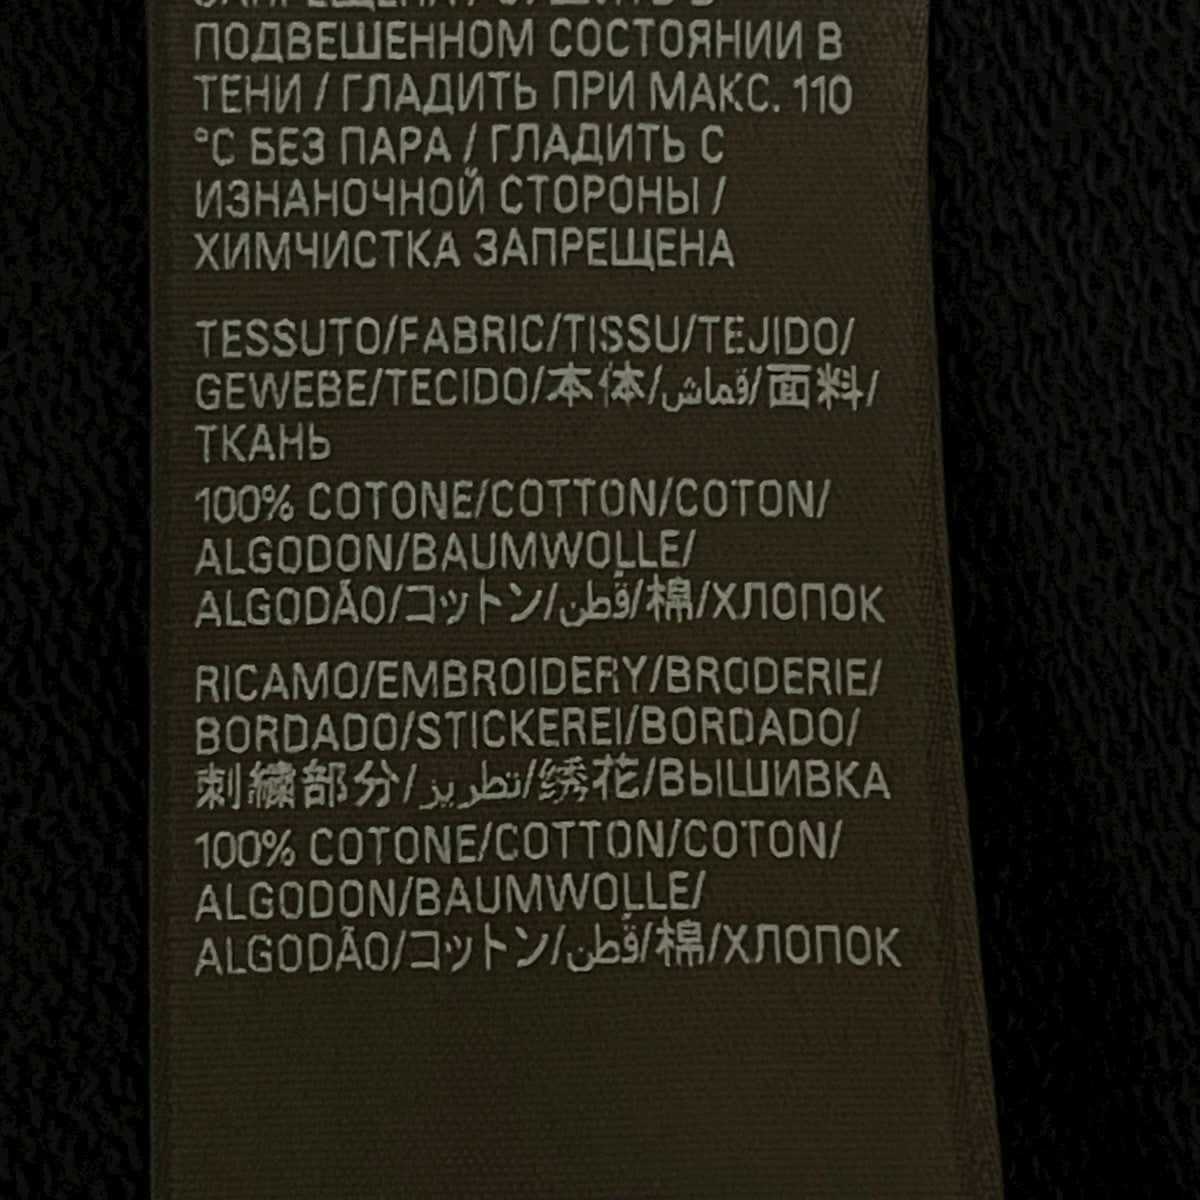 ПОДВЕШЕННОМ СОСТОЯНИИ В
ТЕНИ / ГЛАДИТЬ ПРИ МАКС. 110
°C БЕЗ ПАРА / ГЛАДИТЬ С
ИЗНАНОЧНОЙ СТОРОНЫ /
ХИМЧИСТКА ЗАПРЕЩЕНА
TESSUTO/FABRIC/TISSU/TEJIDO/
GEWEBE/TECIDO/本体/قماش/面料/
ТКАНЬ
100% COTONE/COTTON/COTON/
ALGODON/BAUMWOLLE/
ALGODÃO/コットン/قطن/棉/ХЛОПОК
RICAMO/EMBROIDERY/BRODERIE/
BORDADO/STICKEREI/BORDADO/
刺繍部分/تطريز/绣花/ВЫШИВКА
100% COTONE/COTTON/COTON/
ALGODON/BAUMWOLLE/
ALGODÃO/コットン/قطن/棉/ХЛОПОК